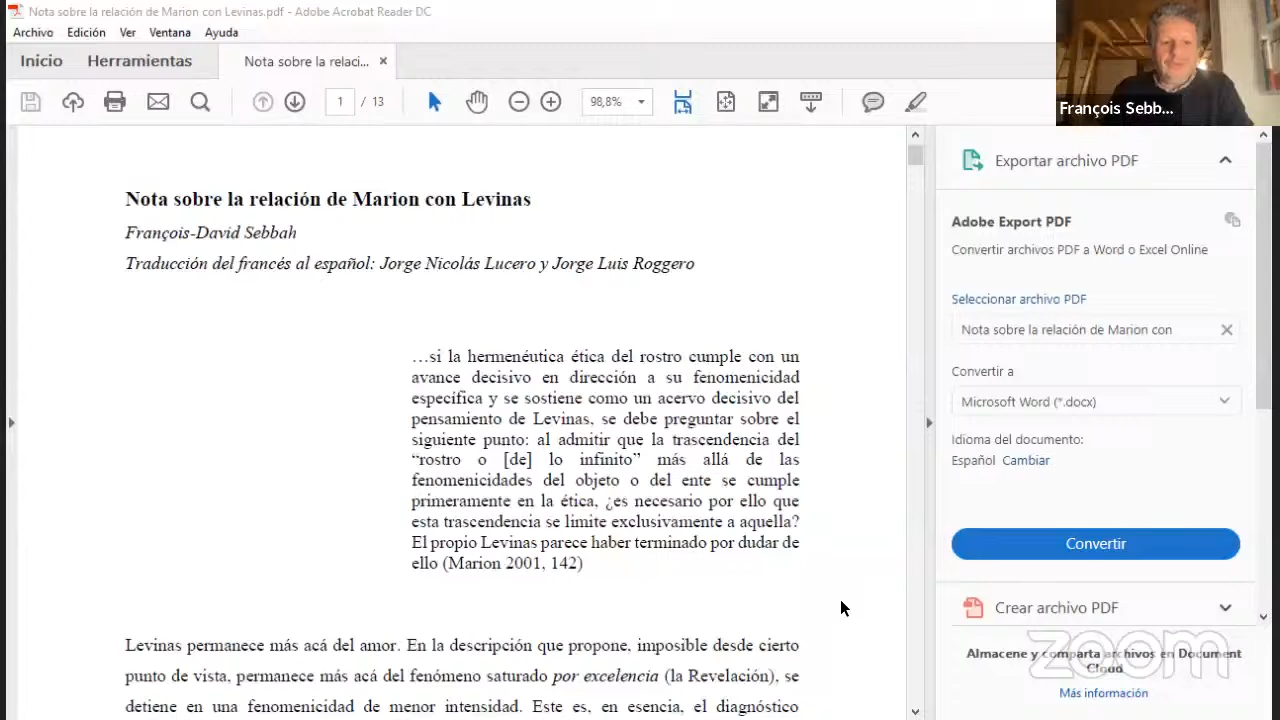 Nota sobre la relación de Marion con Levinas.pdf - Adobe Acrobat Reader DC
Archivo Edición Ver Ventana Ayuda
Inicio Herramientas Nota sobre la relaci... ×
1 / 13 98,8%
François Sebb...
Nota sobre la relación de Marion con Levinas
François-David Sebbah
Traducción del francés al español: Jorge Nicolás Lucero y Jorge Luis Roggero
…si la hermenéutica ética del rostro cumple con un
avance decisivo en dirección a su fenomenicidad
específica y se sostiene como un acervo decisivo del
pensamiento de Levinas, se debe preguntar sobre el
siguiente punto: al admitir que la trascendencia del
“rostro o [de] lo infinito” más allá de las
fenomenicidades del objeto o del ente se cumple
primeramente en la ética, ¿es necesario por ello que
esta trascendencia se limite exclusivamente a aquella?
El propio Levinas parece haber terminado por dudar de
ello (Marion 2001, 142)
Levinas permanece más acá del amor. En la descripción que propone, imposible desde cierto
punto de vista, permanece más acá del fenómeno saturado por excelencia (la Revelación), se
detiene en una fenomenicidad de menor intensidad. Este es, en esencia, el diagnóstico
Exportar archivo PDF
Adobe Export PDF
Convertir archivos PDF a Word o Excel Online
Seleccionar archivo PDF
Nota sobre la relación de Marion con ×
Convertir a
Microsoft Word (*.docx)
Idioma del documento:
Español Cambiar
Convertir
Crear archivo PDF
Almacene y comparta archivos en Document
Cloud
Más información
zoom